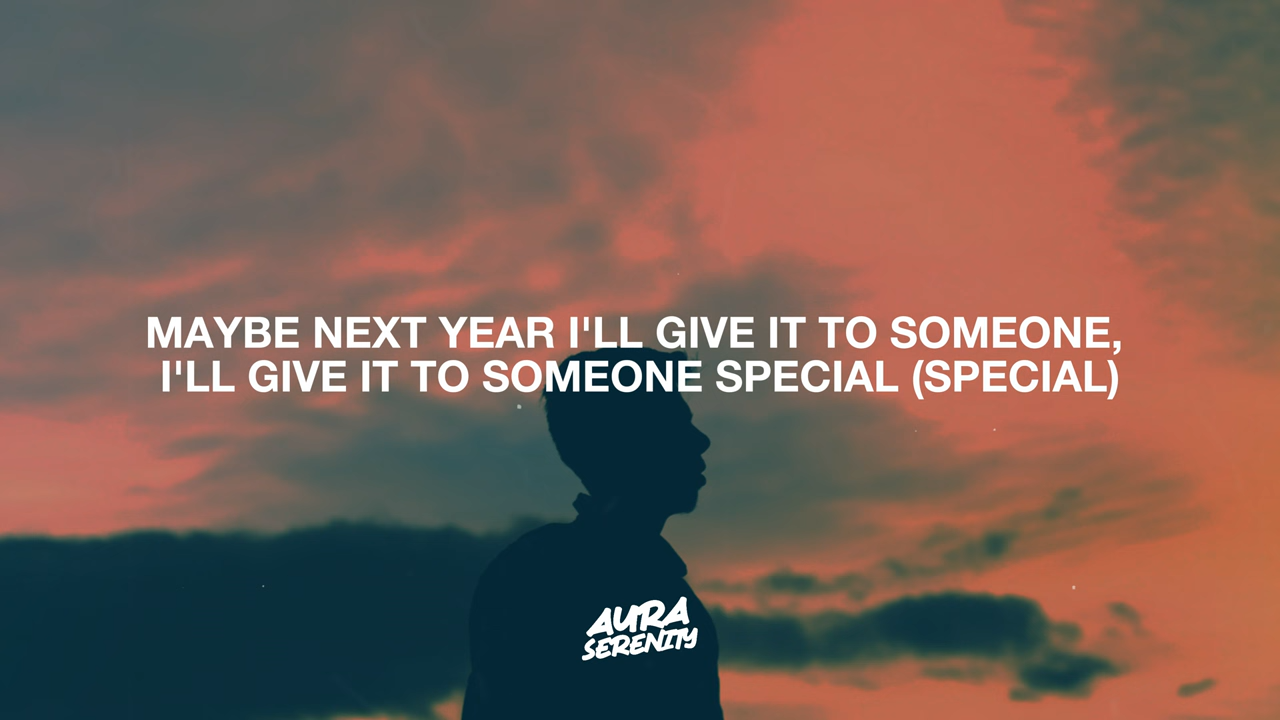 MAYBE NEXT YEAR I'LL GIVE IT TO SOMEONE,
I'LL GIVE IT TO SOMEONE SPECIAL (SPECIAL)
AURA
SERENITY